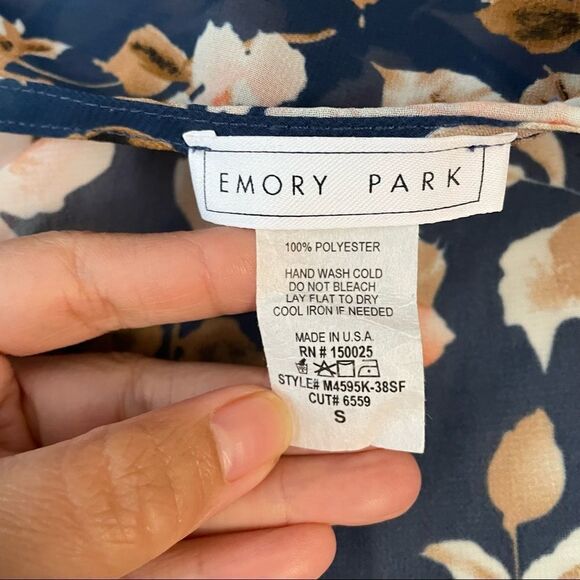 EMORY PARK
100% POLYESTER
HAND WASH COLD
DO NOT BLEACH
LAY FLAT TO DRY
COOL IRON IF NEEDED
MADE IN U.S.A.
RN # 150025
STYLE# M4595K-38SF
CUT# 6559
S